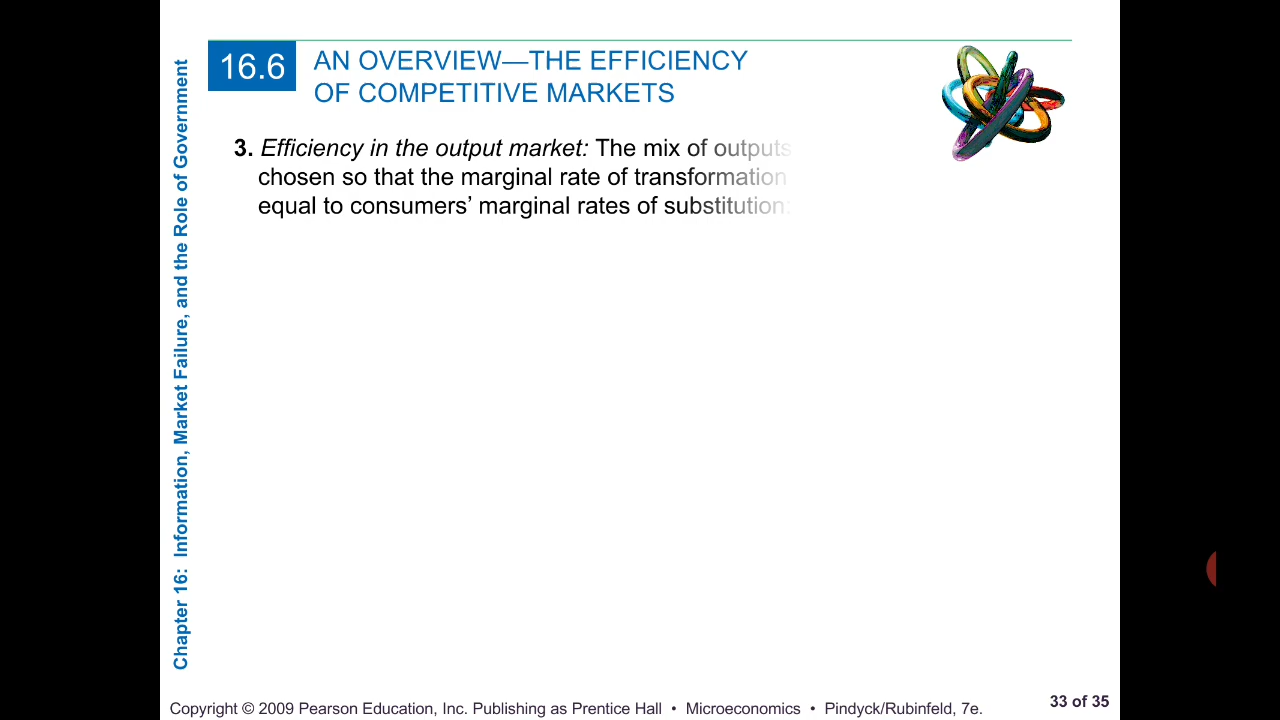 16.6
AN OVERVIEW—THE EFFICIENCY
OF COMPETITIVE MARKETS
3. Efficiency in the output market: The mix of outputs
chosen so that the marginal rate of transformation
equal to consumers’ marginal rates of substitution:
Chapter 16: Information, Market Failure, and the Role of Government
Copyright © 2009 Pearson Education, Inc. Publishing as Prentice Hall • Microeconomics • Pindyck/Rubinfeld, 7e.
33 of 35